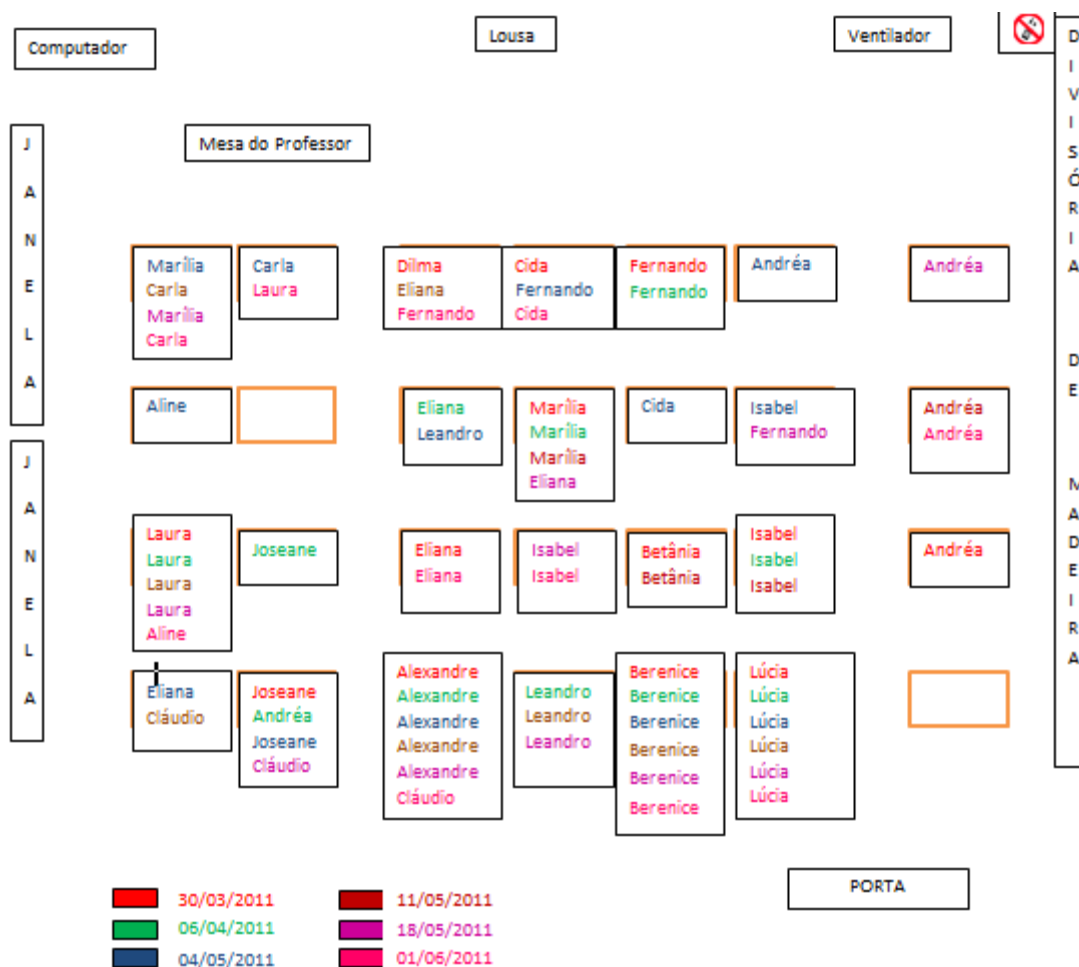 Computador
Lousa
Ventilador
Mesa do Professor
J
A
N
E
L
A
J
A
N
E
L
A
D
I
V
I
S
Ó
R
I
A
D
E
M
A
D
E
I
R
A
Marília
Carla
Marília
Carla
Carla
Laura
Dilma
Eliana
Fernando
Cida
Fernando
Cida
Fernando
Fernando
Andréa
Andréa
Aline
Eliana
Leandro
Marília
Marília
Marília
Eliana
Cida
Isabel
Fernando
Andréa
Andréa
Laura
Laura
Laura
Laura
Aline
Joseane
Eliana
Eliana
Isabel
Isabel
Betânia
Betânia
Isabel
Isabel
Isabel
Andréa
Eliana
Cláudio
Joseane
Andréa
Joseane
Cláudio
Alexandre
Alexandre
Alexandre
Alexandre
Alexandre
Cláudio
Leandro
Leandro
Leandro
Berenice
Berenice
Berenice
Berenice
Berenice
Berenice
Lúcia
Lúcia
Lúcia
Lúcia
Lúcia
Lúcia
PORTA
30/03/2011
11/05/2011
06/04/2011
18/05/2011
04/05/2011
01/06/2011